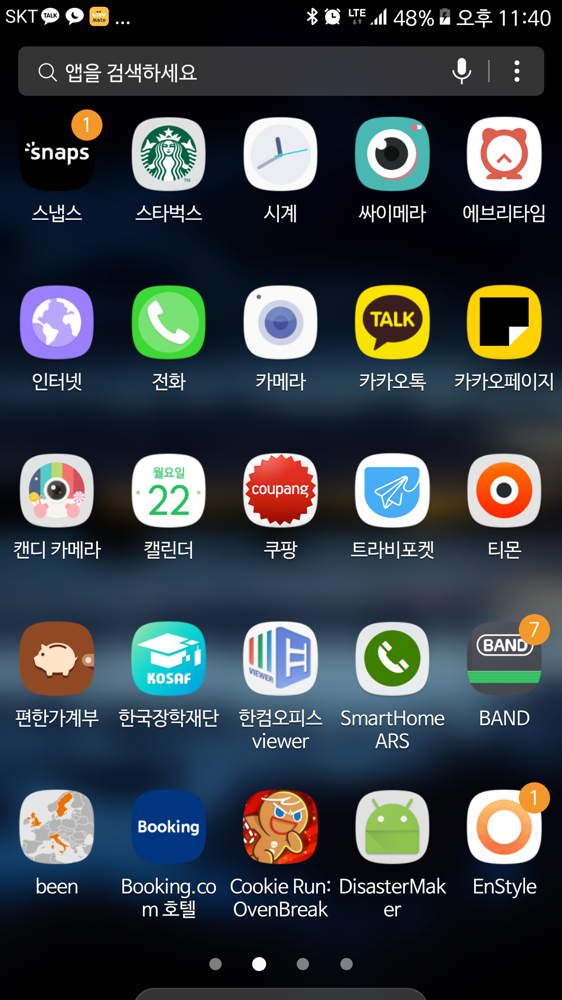 SKT TALK Liiv Mate ... LTE 48% 오후 11:40
앱을 검색하세요
1
snaps
TM
스냅스 스타벅스 시계 싸이메라 에브리타임
TALK
인터넷 전화 카메라 카카오톡 카카오페이지
월요일
22
coupang
캔디 카메라 캘린더 쿠팡 트라비포켓 티몬
7
BAND
KOSAF
VIEWER
편한가계부 한국장학재단 한컴오피스 SmartHome BAND
viewer ARS
1
Booking
been Booking.co Cookie Run: DisasterMak EnStyle
m 호텔 OvenBreak er